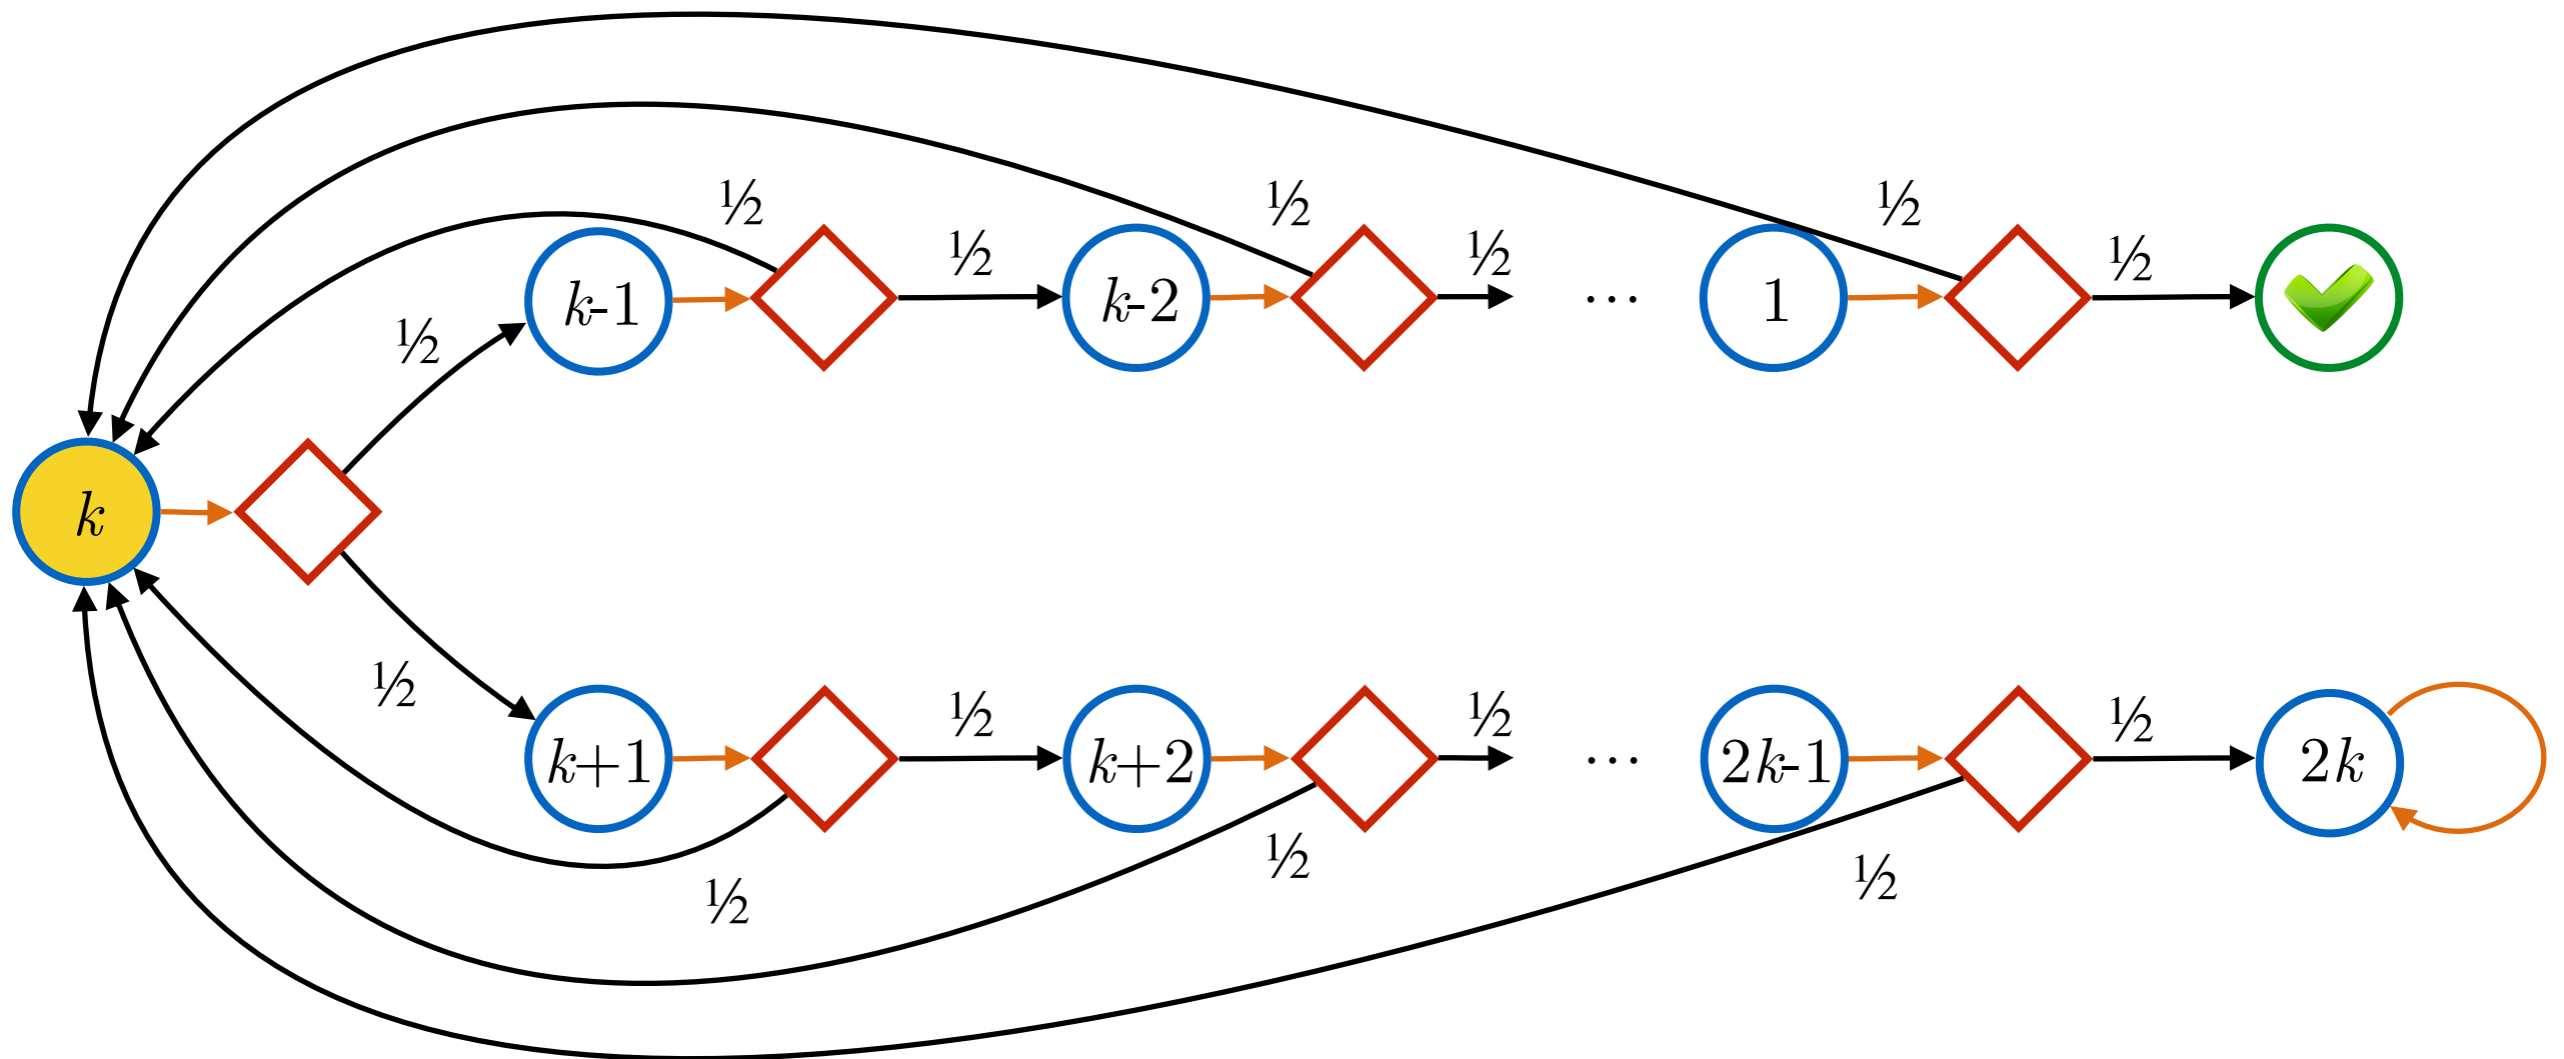 ½ ½ ½
½ ½ ½
k-1 k-2 ⋯ 1
½
k
½
½ ½ ½
k+1 k+2 ⋯ 2k-1 2k
½ ½ ½